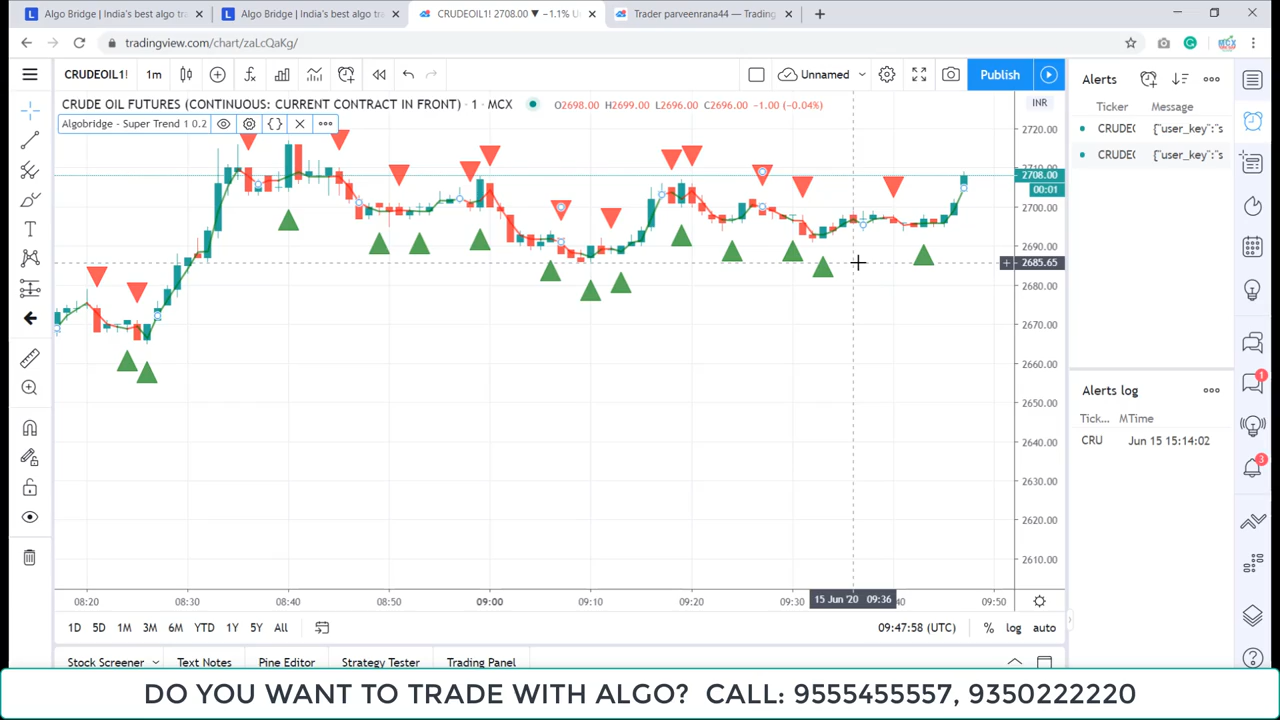 Algo Bridge | India's best algo tra
Algo Bridge | India's best algo tre
CRUDEOIL1! 2708.00 ▼ −1.1% U
Trader parveenrana44 — Trading
tradingview.com/chart/zaLcQaKg/
CRUDEOIL1!
1m
Unnamed
Publish
Alerts
CRUDE OIL FUTURES (CONTINUOUS: CURRENT CONTRACT IN FRONT) · 1 · MCX
O2698.00 H2699.00 L2696.00 C2696.00 −1.00 (−0.04%)
INR
Algobridge - Super Trend 1 0.2
Ticker
Message
CRUDE(
{"user_key":"s
CRUDE(
{"user_key":"s
2720.00
2710.00
2708.00
00:01
2700.00
2690.00
2685.65
2680.00
2670.00
2660.00
2650.00
2640.00
2630.00
2620.00
2610.00
Alerts log
Tick...
MTime
CRU
Jun 15 15:14:02
1
3
08:20
08:30
08:40
08:50
09:00
09:10
09:20
09:30
15 Jun '20 09:36
:40
09:50
1D 5D 1M 3M 6M YTD 1Y 5Y All
09:47:58 (UTC)
% log auto
Stock Screener
Text Notes
Pine Editor
Strategy Tester
Trading Panel
DO YOU WANT TO TRADE WITH ALGO? CALL: 9555455557, 9350222220